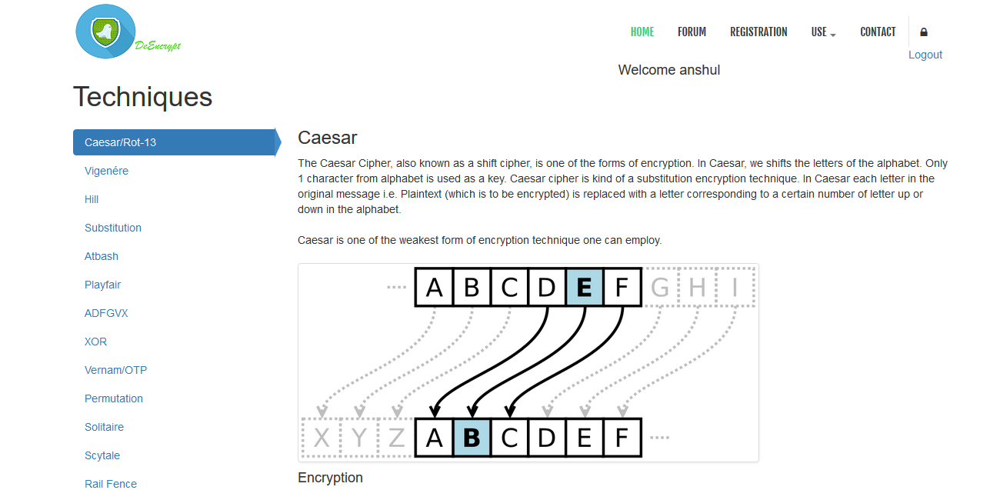 DeEncrypt
HOME FORUM REGISTRATION USE CONTACT
Logout
Welcome anshul
Techniques
Caesar/Rot-13
Vigenére
Hill
Substitution
Atbash
Playfair
ADFGVX
XOR
Vernam/OTP
Permutation
Solitaire
Scytale
Rail Fence
Caesar
The Caesar Cipher, also known as a shift cipher, is one of the forms of encryption. In Caesar, we shifts the letters of the alphabet. Only
1 character from alphabet is used as a key. Caesar cipher is kind of a substitution encryption technique. In Caesar each letter in the
original message i.e. Plaintext (which is to be encrypted) is replaced with a letter corresponding to a certain number of letter up or
down in the alphabet.
Caesar is one of the weakest form of encryption technique one can employ.
.... A B C D E F G H I
X Y Z A B C D E F ....
Encryption